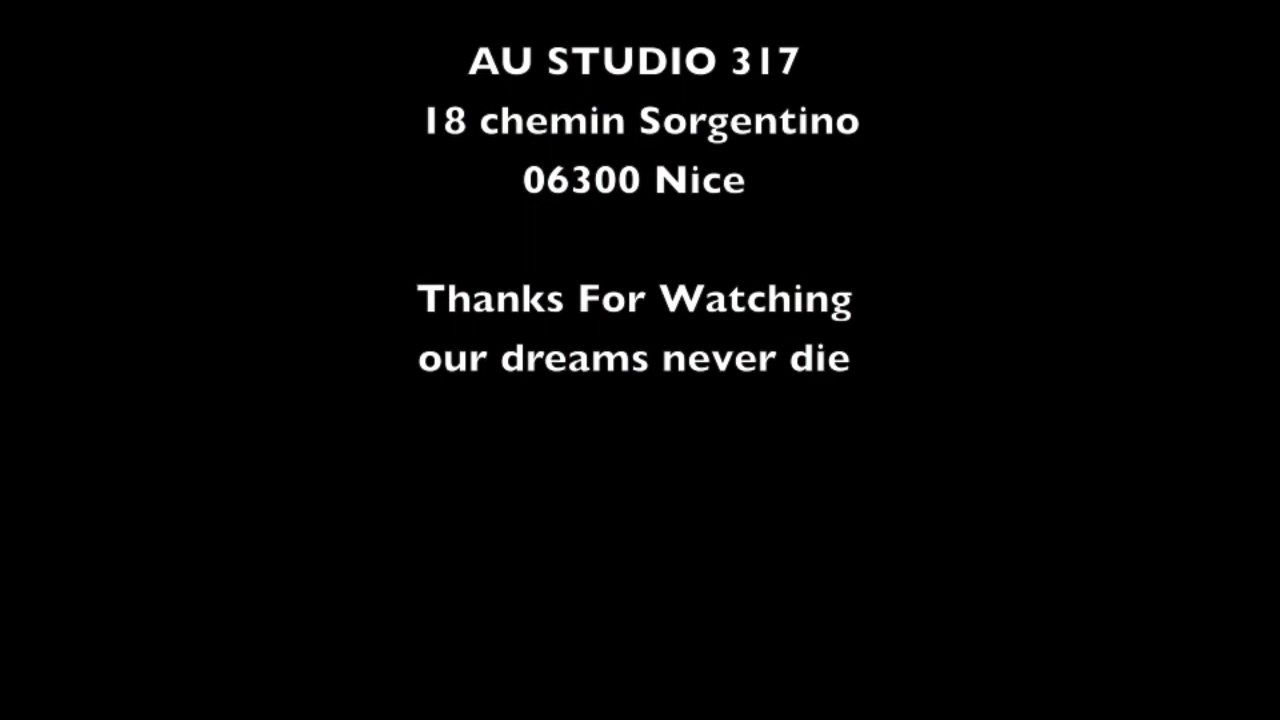 AU STUDIO 317
18 chemin Sorgentino
06300 Nice
Thanks For Watching
our dreams never die